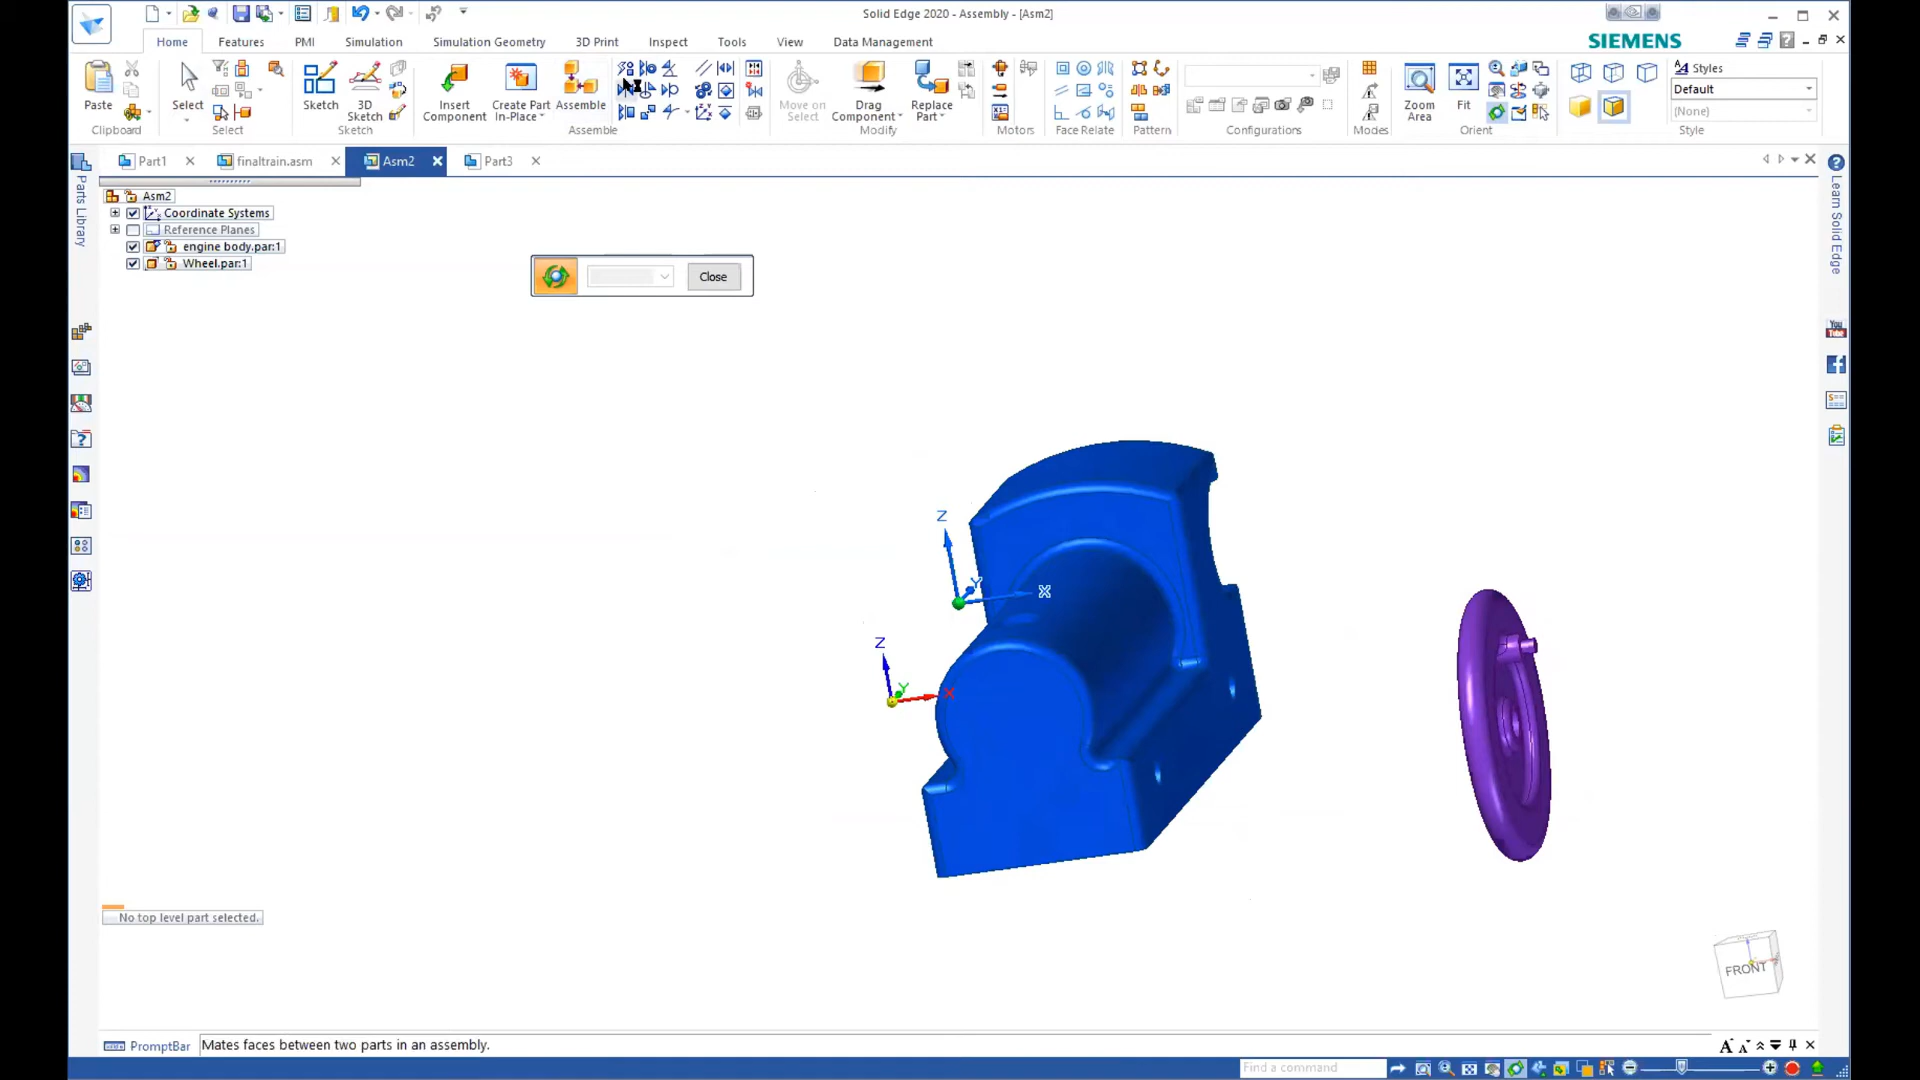 Solid Edge 2020 - Assembly - [Asm2]
Home Features PMI Simulation Simulation Geometry 3D Print Inspect Tools View Data Management
SIEMENS
Paste
Clipboard
Select
Select
Sketch
3D Sketch
Sketch
Insert Component
Create Part In-Place
Assemble
Assemble
Move on Select
Drag Component
Replace Part
Modify
Motors
Face Relate
Pattern
Configurations
Modes
Zoom Area
Fit
Orient
Styles
Default
(None)
Style
Part1 finaltrain.asm Asm2 Part3
Parts Library
Learn Solid Edge
Asm2
Coordinate Systems
Reference Planes
engine body.par:1
Wheel.par:1
Close
Z
Y
X
Z
Y
X
No top level part selected.
FRONT
PromptBar Mates faces between two parts in an assembly.
A A
Find a command